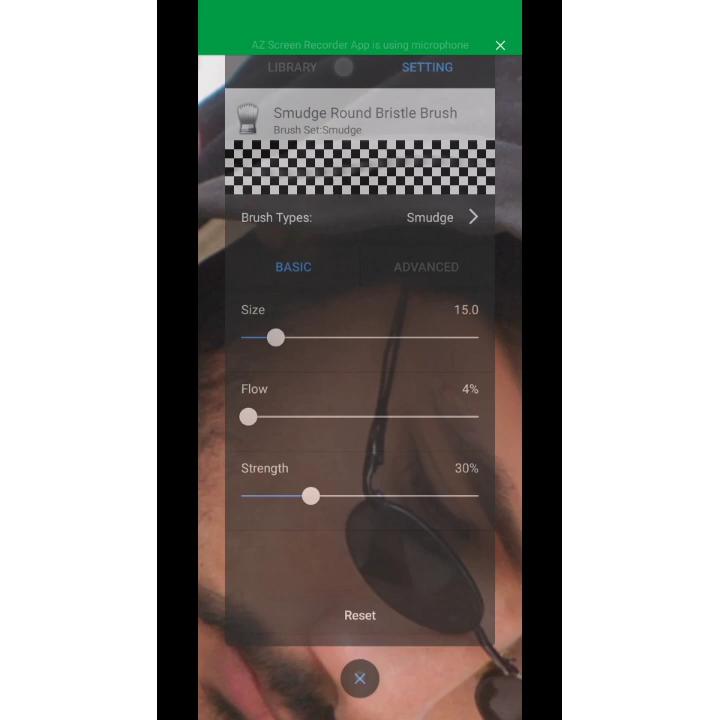 AZ Screen Recorder App is using microphone
LIBRARY SETTING
Smudge Round Bristle Brush
Brush Set:Smudge
Brush Types: Smudge
BASIC ADVANCED
Size 15.0
Flow 4%
Strength 30%
Reset